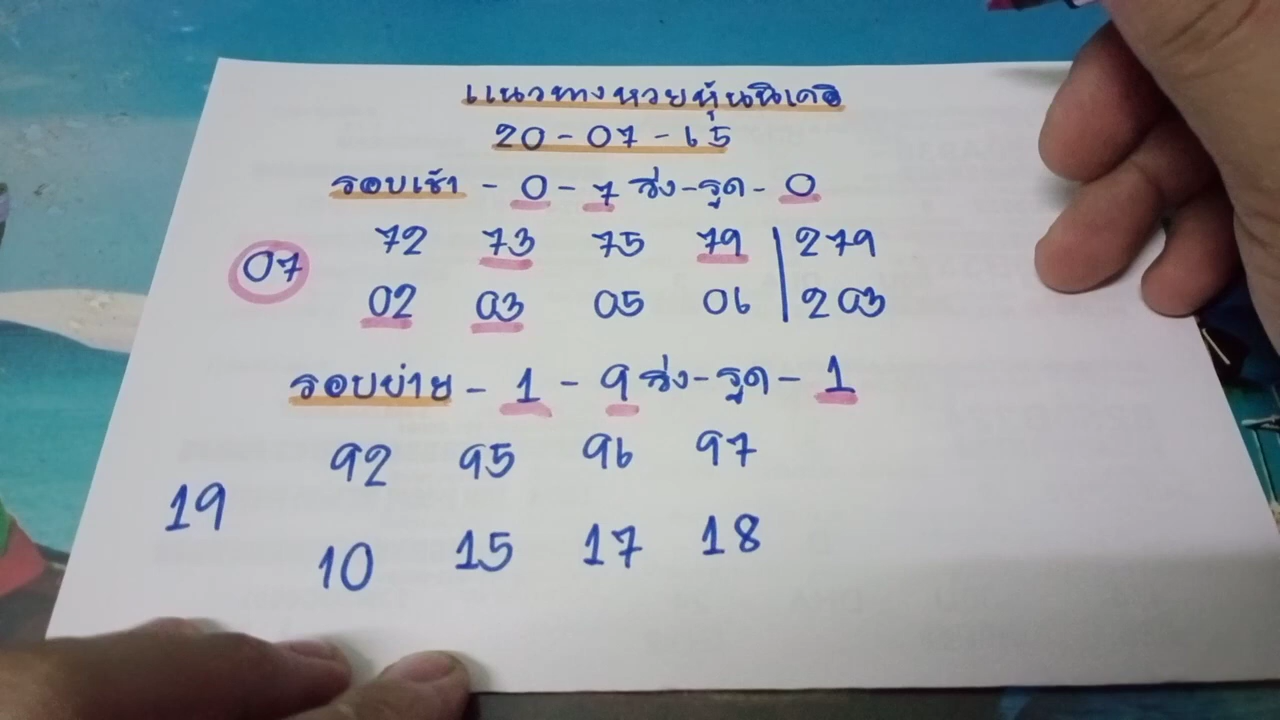 แนวทางหวยหุ้นนิเคอิ
20-07-65
รอบเช้า - 0 - 7 วิ่ง-รูด- 0
72 73 75 79 | 279
07
02 03 05 06 | 203
รอบบ่าย - 1 - 9 วิ่ง-รูด- 1
92 95 96 97
19
10 15 17 18